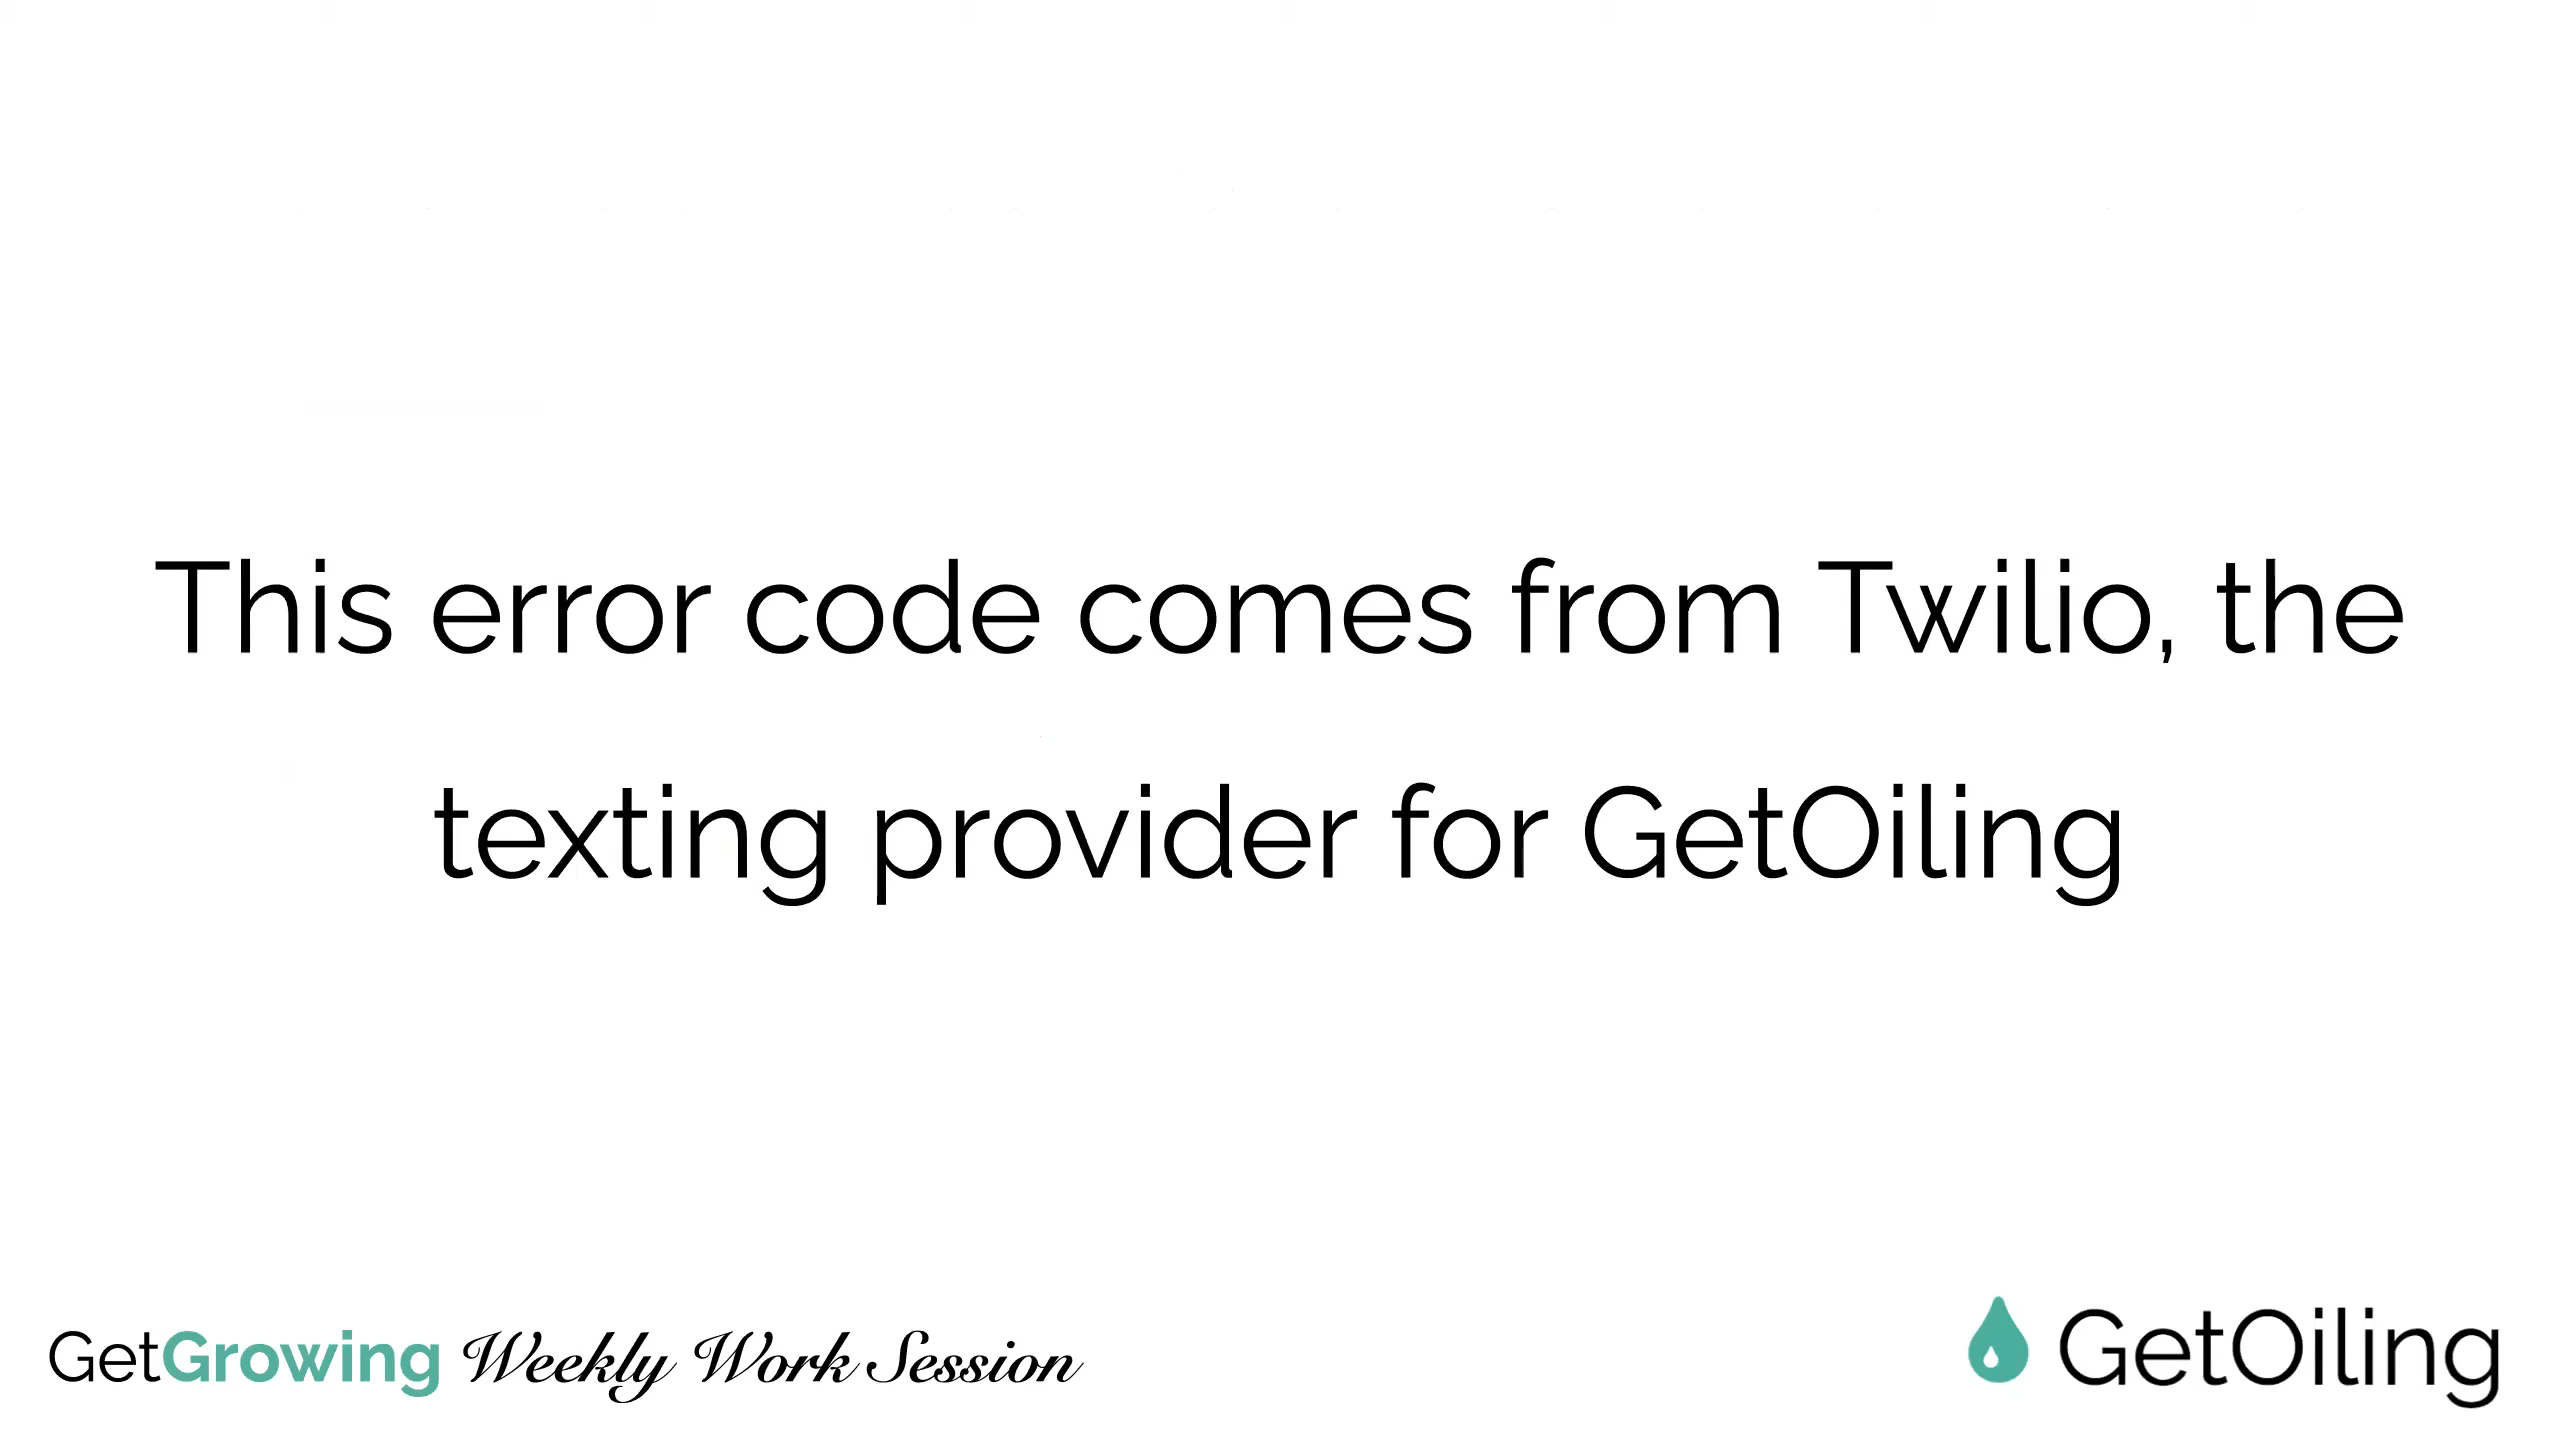 This error code comes from Twilio, the
texting provider for GetOiling
GetGrowing Weekly Work Session
GetOiling